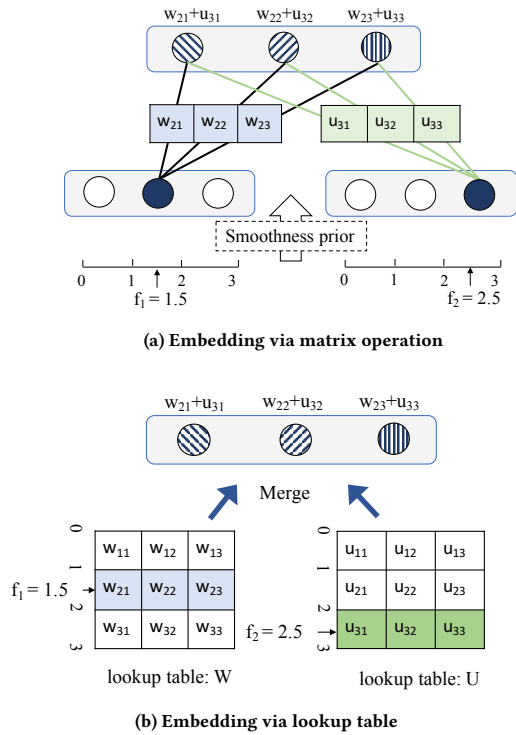 w21+u31 w22+u32 w23+u33
w21 w22 w23 u31 u32 u33
Smoothness prior
0 1 2 3 0 1 2 3
f1 = 1.5 f2 = 2.5
(a) Embedding via matrix operation
w21+u31 w22+u32 w23+u33
Merge
0 0
w11 w12 w13 u11 u12 u13
1 1
f1 = 1.5 w21 w22 w23 u21 u22 u23
2 2
w31 w32 w33 f2 = 2.5 u31 u32 u33
3 3
lookup table: W lookup table: U
(b) Embedding via lookup table